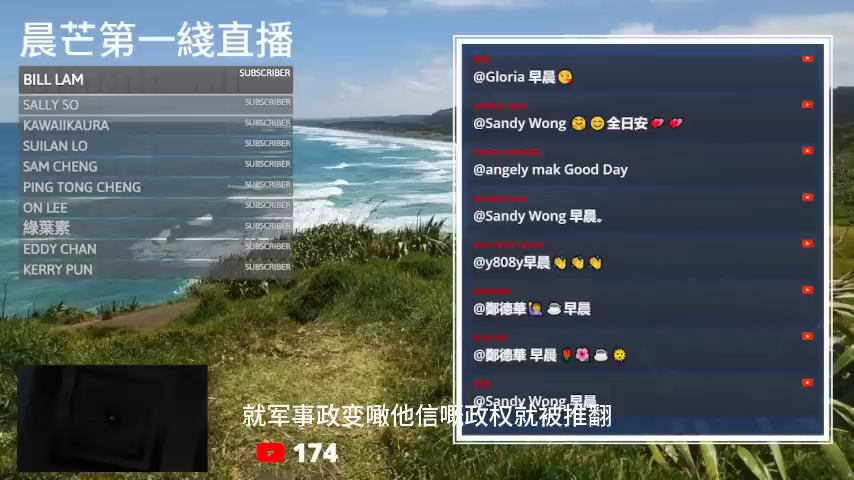 晨芒第一綫直播
BILL LAM SUBSCRIBER
SALLY SO SUBSCRIBER
KAWAIIKAURA SUBSCRIBER
SUILAN LO SUBSCRIBER
SAM CHENG SUBSCRIBER
PING TONG CHENG SUBSCRIBER
ON LEE SUBSCRIBER
綠葉素 SUBSCRIBER
EDDY CHAN SUBSCRIBER
KERRY PUN SUBSCRIBER
@Gloria 早晨😘
@Sandy Wong 🤗 😊全日安💕 💕
@angely mak Good Day
@Sandy Wong 早晨。
@y808y早晨👏 👏 👏
@鄭德華🙋 ☕早晨
@鄭德華 早晨🌹🌺☕🌞
@Sandy Wong 早晨
就军事政变噉他信嘅政权就被推翻
174